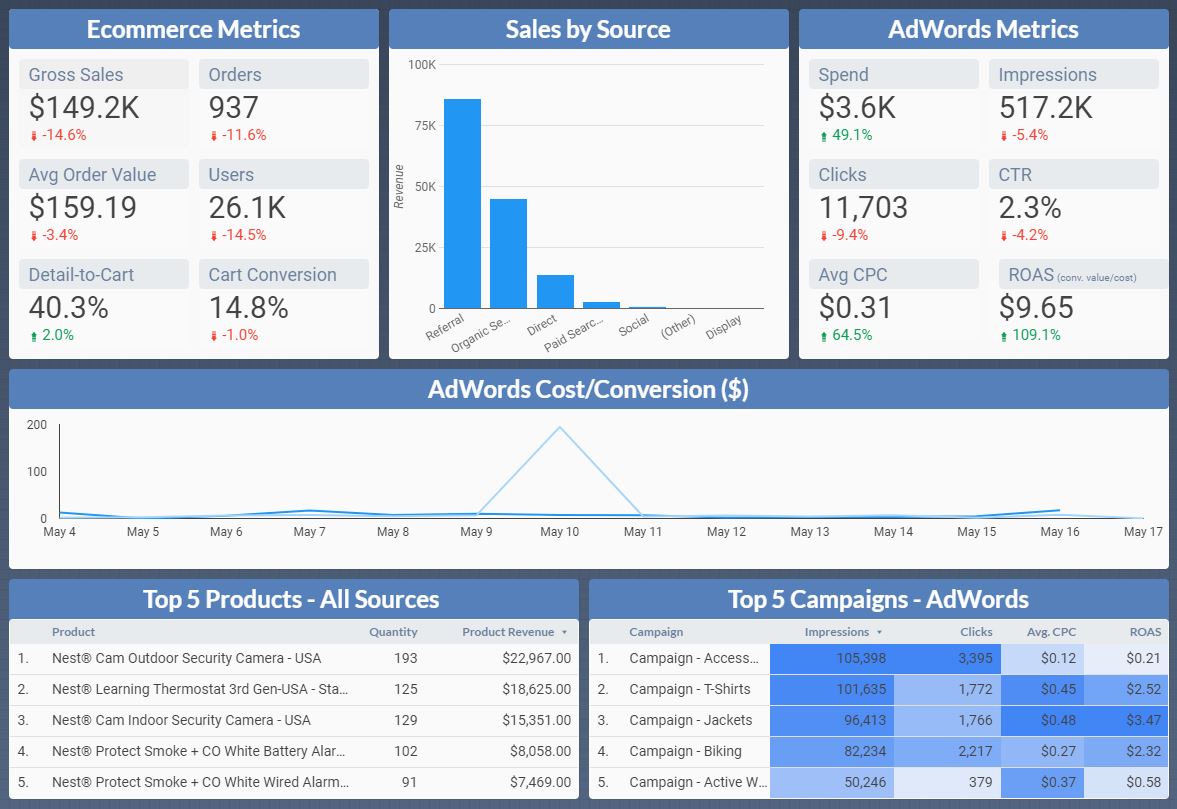 Ecommerce Metrics
Gross Sales
$149.2K
-14.6%
Orders
937
-11.6%
Avg Order Value
$159.19
-3.4%
Users
26.1K
-14.5%
Detail-to-Cart
40.3%
2.0%
Cart Conversion
14.8%
-1.0%
Sales by Source
Revenue
100K
75K
50K
25K
0
Referral
Organic Se...
Direct
Paid Searc...
Social
(Other)
Display
AdWords Metrics
Spend
$3.6K
49.1%
Impressions
517.2K
-5.4%
Clicks
11,703
-9.4%
CTR
2.3%
-4.2%
Avg CPC
$0.31
64.5%
ROAS (conv. value/cost)
$9.65
109.1%
AdWords Cost/Conversion ($)
200
100
0
May 4 May 5 May 6 May 7 May 8 May 9 May 10 May 11 May 12 May 13 May 14 May 15 May 16 May 17
Top 5 Products - All Sources
Product Quantity Product Revenue
1. Nest® Cam Outdoor Security Camera - USA 193 $22,967.00
2. Nest® Learning Thermostat 3rd Gen-USA - Sta... 125 $18,625.00
3. Nest® Cam Indoor Security Camera - USA 129 $15,351.00
4. Nest® Protect Smoke + CO White Battery Alar... 102 $8,058.00
5. Nest® Protect Smoke + CO White Wired Alarm... 91 $7,469.00
Top 5 Campaigns - AdWords
Campaign Impressions Clicks Avg. CPC ROAS
1. Campaign - Access... 105,398 3,395 $0.12 $0.21
2. Campaign - T-Shirts 101,635 1,772 $0.45 $2.52
3. Campaign - Jackets 96,413 1,766 $0.48 $3.47
4. Campaign - Biking 82,234 2,217 $0.27 $2.32
5. Campaign - Active W... 50,246 379 $0.37 $0.58